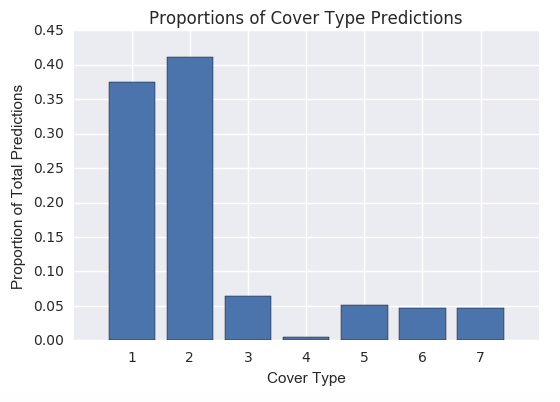 Proportions of Cover Type Predictions
Proportion of Total Predictions
0.45
0.40
0.35
0.30
0.25
0.20
0.15
0.10
0.05
0.00
1 2 3 4 5 6 7
Cover Type